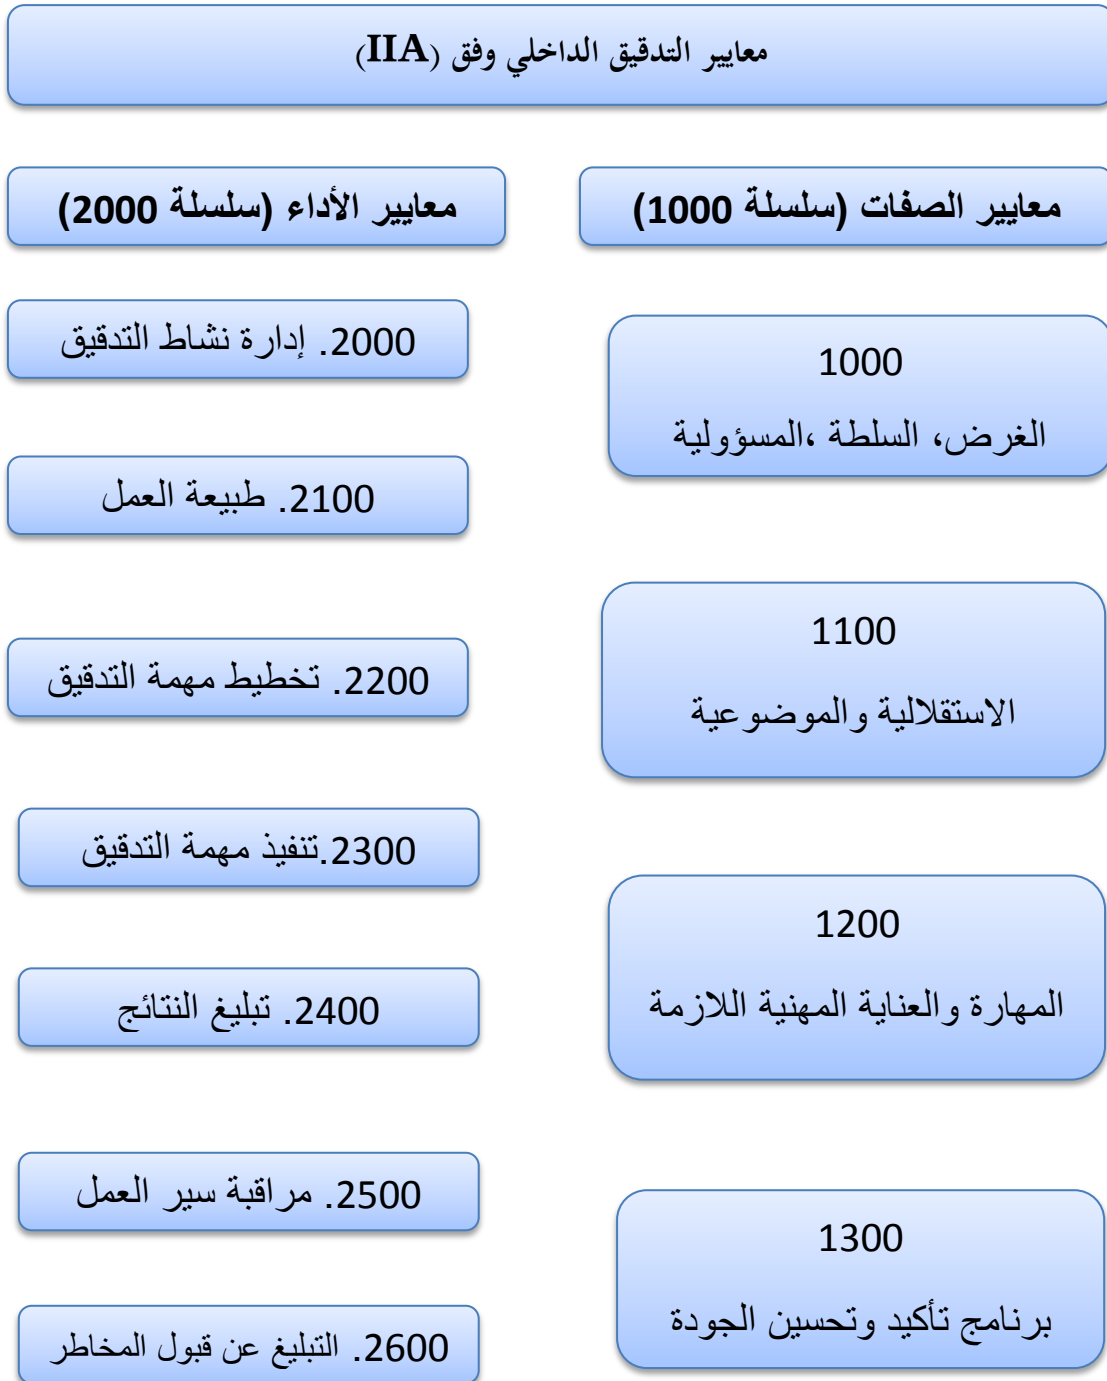 معايير التدقيق الداخلي وفق (IIA)
معايير الصفات (سلسلة 1000)
معايير الأداء (سلسلة 2000)
1000
الغرض، السلطة ،المسؤولية
1100
الاستقلالية والموضوعية
1200
المهارة والعناية المهنية اللازمة
1300
برنامج تأكيد وتحسين الجودة
2000. إدارة نشاط التدقيق
2100. طبيعة العمل
2200. تخطيط مهمة التدقيق
2300.تنفيذ مهمة التدقيق
2400. تبليغ النتائج
2500. مراقبة سير العمل
2600. التبليغ عن قبول المخاطر